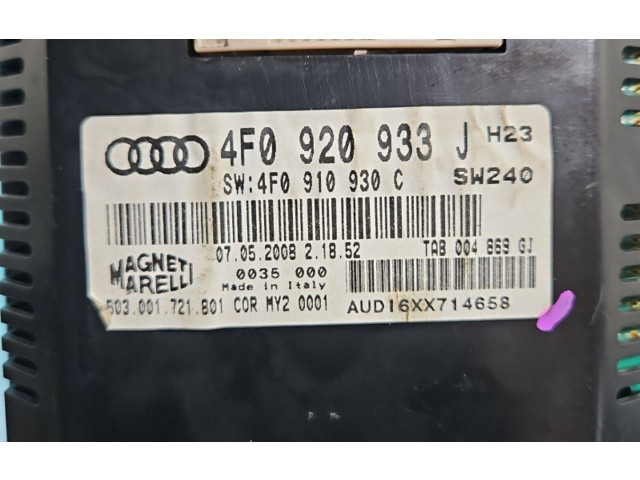 4F0 920 933 J H23
SW:4F0 910 930 C SW240
07.05.2008 2.18.52 TAB 004 869 GJ
MAGNETI
MARELLI
0035 000
Made in Italy
503.001.721.801 COR MY2 0001
AUDI6XX714658